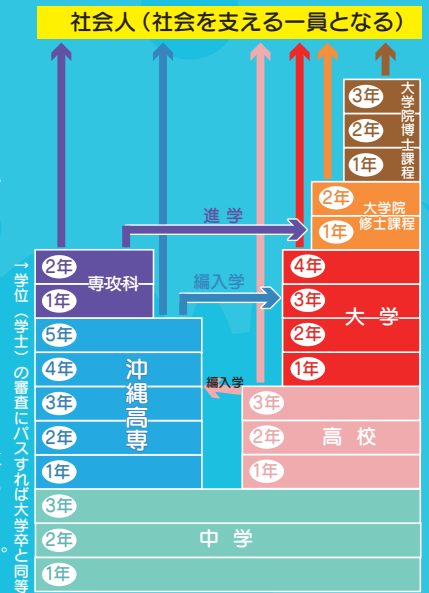 社会人（社会を支える一員となる）
3年
2年
1年
大学院博士課程
2年
1年
大学院
修士課程
進学
2年
1年
専攻科
編入学
4年
3年
2年
1年
大学
5年
4年
3年
2年
1年
沖縄高専
編入学
3年
2年
1年
高校
3年
2年
1年
中学
→学位（学士）の審査にパスすれば大学卒と同等